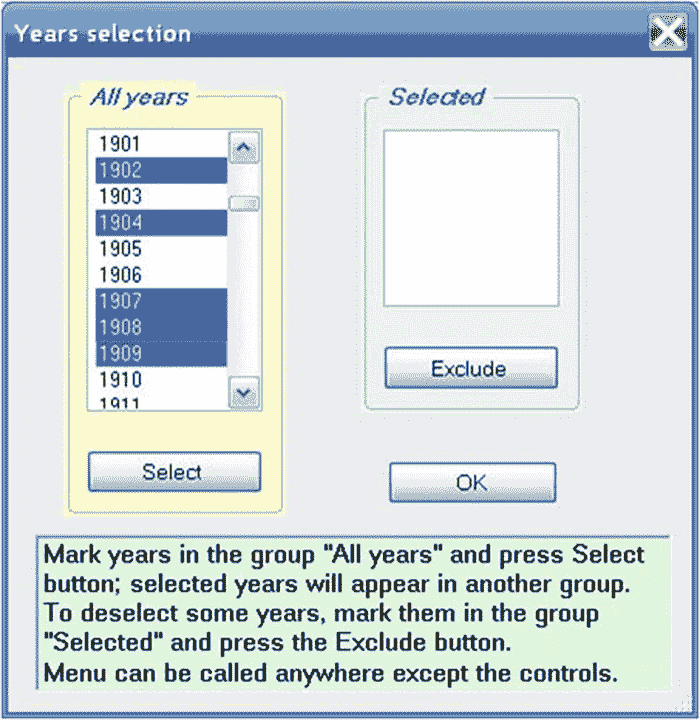 Years selection
All years
1901
1902
1903
1904
1905
1906
1907
1908
1909
1910
1911
Select
Selected
Exclude
OK
Mark years in the group "All years" and press Select
button; selected years will appear in another group.
To deselect some years, mark them in the group
"Selected" and press the Exclude button.
Menu can be called anywhere except the controls.